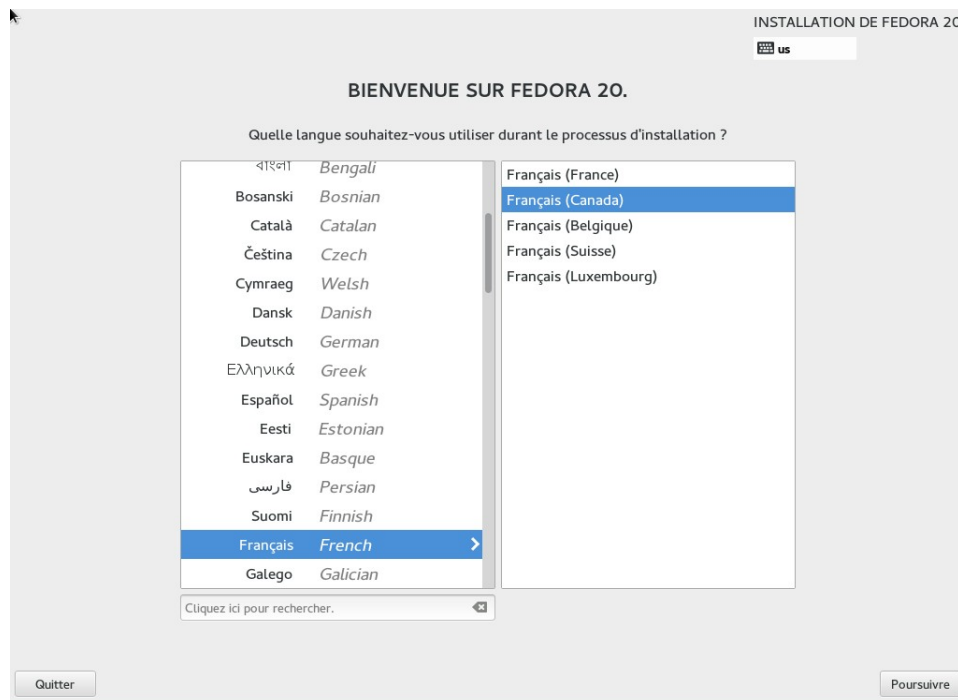 INSTALLATION DE FEDORA 20
us
BIENVENUE SUR FEDORA 20.
Quelle langue souhaitez-vous utiliser durant le processus d'installation ?
বাংলা Bengali
Bosanski Bosnian
Català Catalan
Čeština Czech
Cymraeg Welsh
Dansk Danish
Deutsch German
Ελληνικά Greek
Español Spanish
Eesti Estonian
Euskara Basque
فارسی Persian
Suomi Finnish
Français French
Galego Galician
Français (France)
Français (Canada)
Français (Belgique)
Français (Suisse)
Français (Luxembourg)
Cliquez ici pour rechercher.
Quitter
Poursuivre